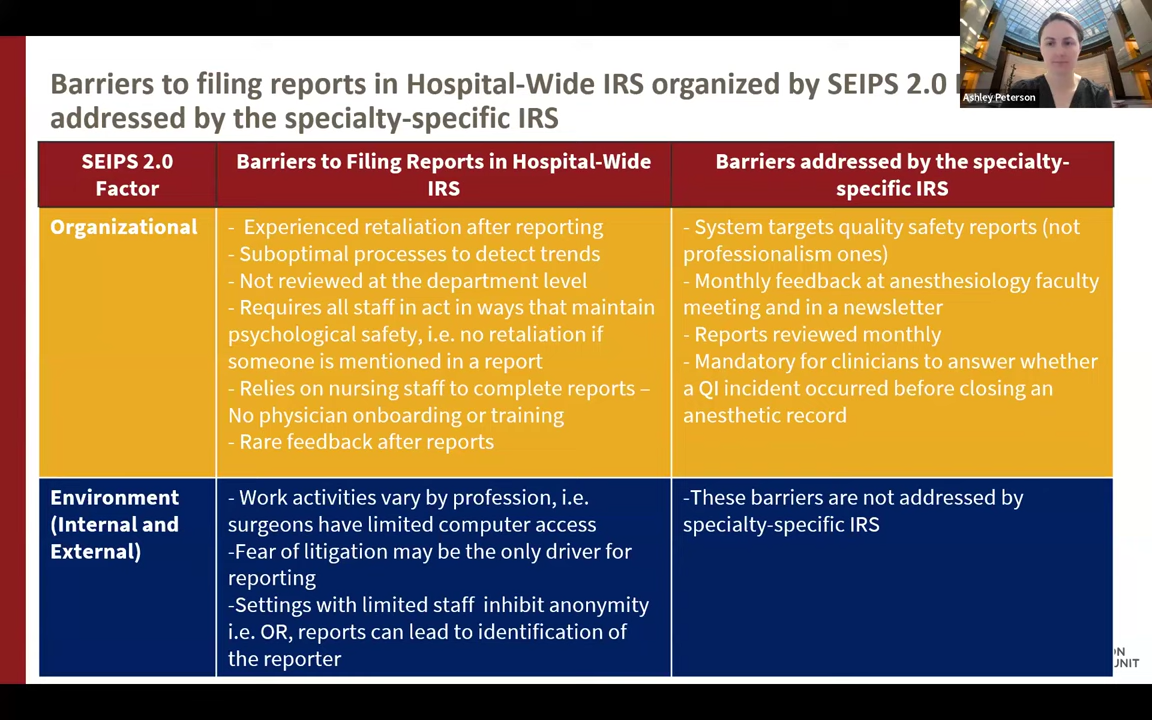 Barriers to filing reports in Hospital-Wide IRS organized by SEIPS 2.0
addressed by the specialty-specific IRS
Ashley Peterson
SEIPS 2.0
Factor
Barriers to Filing Reports in Hospital-Wide
IRS
Barriers addressed by the specialty-
specific IRS
Organizational
- Experienced retaliation after reporting
- Suboptimal processes to detect trends
- Not reviewed at the department level
- Requires all staff in act in ways that maintain
psychological safety, i.e. no retaliation if
someone is mentioned in a report
- Relies on nursing staff to complete reports –
No physician onboarding or training
- Rare feedback after reports
- System targets quality safety reports (not
professionalism ones)
- Monthly feedback at anesthesiology faculty
meeting and in a newsletter
- Reports reviewed monthly
- Mandatory for clinicians to answer whether
a QI incident occurred before closing an
anesthetic record
Environment
(Internal and
External)
- Work activities vary by profession, i.e.
surgeons have limited computer access
-Fear of litigation may be the only driver for
reporting
-Settings with limited staff inhibit anonymity
i.e. OR, reports can lead to identification of
the reporter
-These barriers are not addressed by
specialty-specific IRS